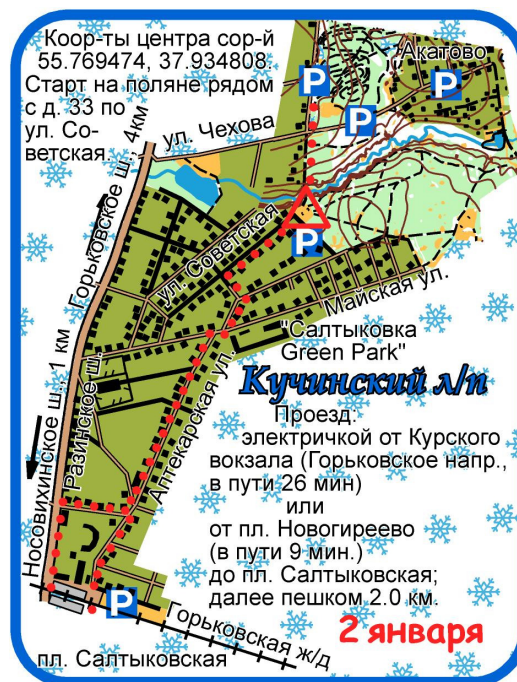 Коор-ты центра сор-й
55.769474, 37.934808.
Старт на поляне рядом
с д. 33 по
ул. Со-
ветская.
Акатово
P
P
P
ул. Чехова
Горьковское ш., 4км
ул. Советская
P
Майская ул.
"Салтыковка
Green Park"
Кучинский л/п
Носовихинское ш., 1 км
Разинское ш.
Аптекарская ул.
Проезд:
электричкой от Курского
вокзала (Горьковское напр.,
в пути 26 мин)
или
от пл. Новогиреево
(в пути 9 мин.)
до пл. Салтыковская;
далее пешком 2.0 км.
2 января
P
Горьковская ж/д
пл. Салтыковская